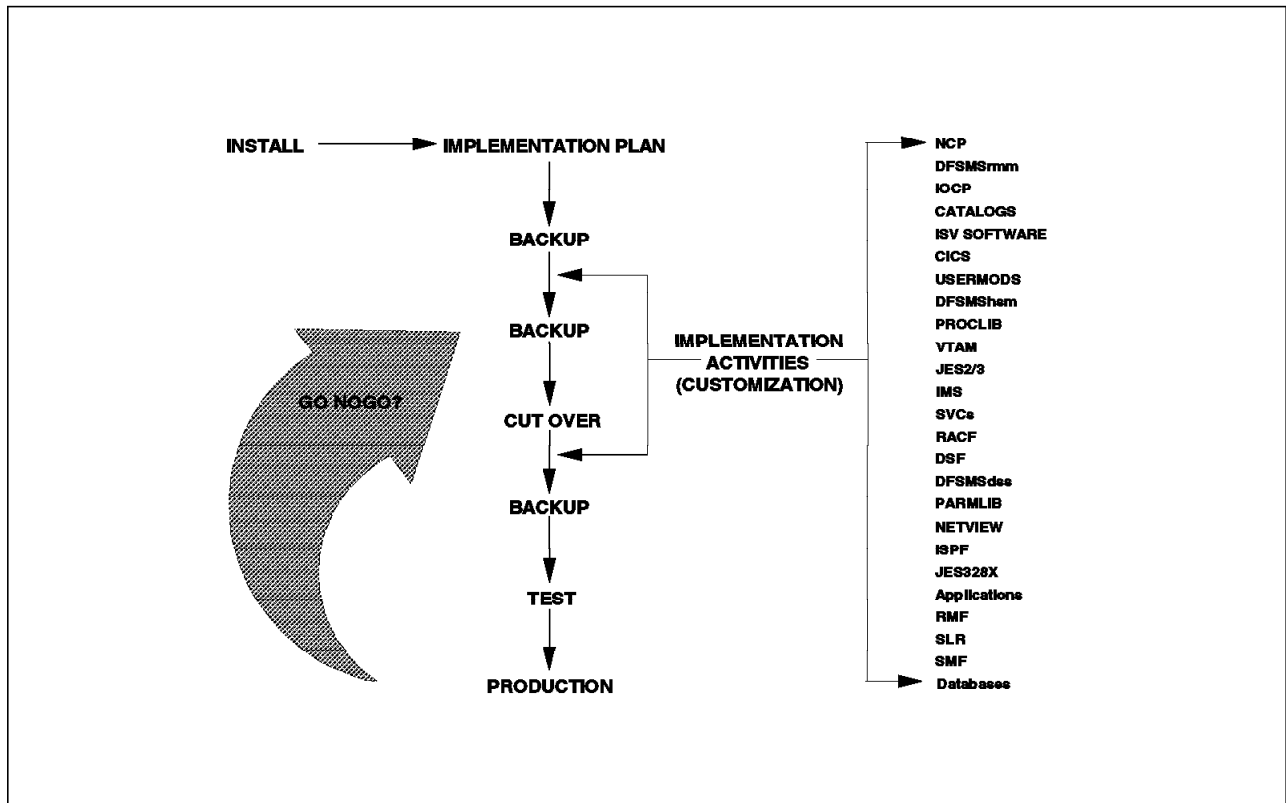 INSTALL
IMPLEMENTATION PLAN
BACKUP
BACKUP
CUT OVER
BACKUP
TEST
PRODUCTION
GO NOGO?
IMPLEMENTATION
ACTIVITIES
(CUSTOMIZATION)
NCP
DFSMSrmm
IOCP
CATALOGS
ISV SOFTWARE
CICS
USERMODS
DFSMShsm
PROCLIB
VTAM
JES2/3
IMS
SVCs
RACF
DSF
DFSMSdss
PARMLIB
NETVIEW
ISPF
JES328X
Applications
RMF
SLR
SMF
Databases